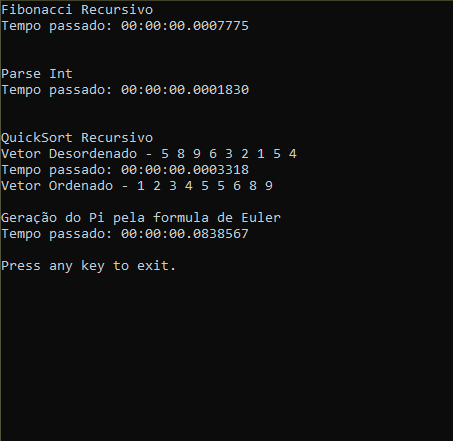 Fibonacci Recursivo
Tempo passado: 00:00:00.0007775
Parse Int
Tempo passado: 00:00:00.0001830
QuickSort Recursivo
Vetor Desordenado - 5 8 9 6 3 2 1 5 4
Tempo passado: 00:00:00.0003318
Vetor Ordenado - 1 2 3 4 5 5 6 8 9
Geração do Pi pela formula de Euler
Tempo passado: 00:00:00.0838567
Press any key to exit.